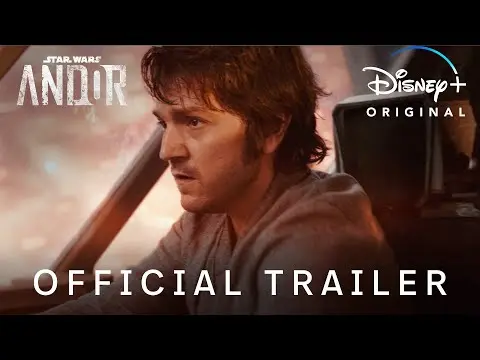 STAR WARS
ANDOR
Disney+
ORIGINAL
OFFICIAL TRAILER